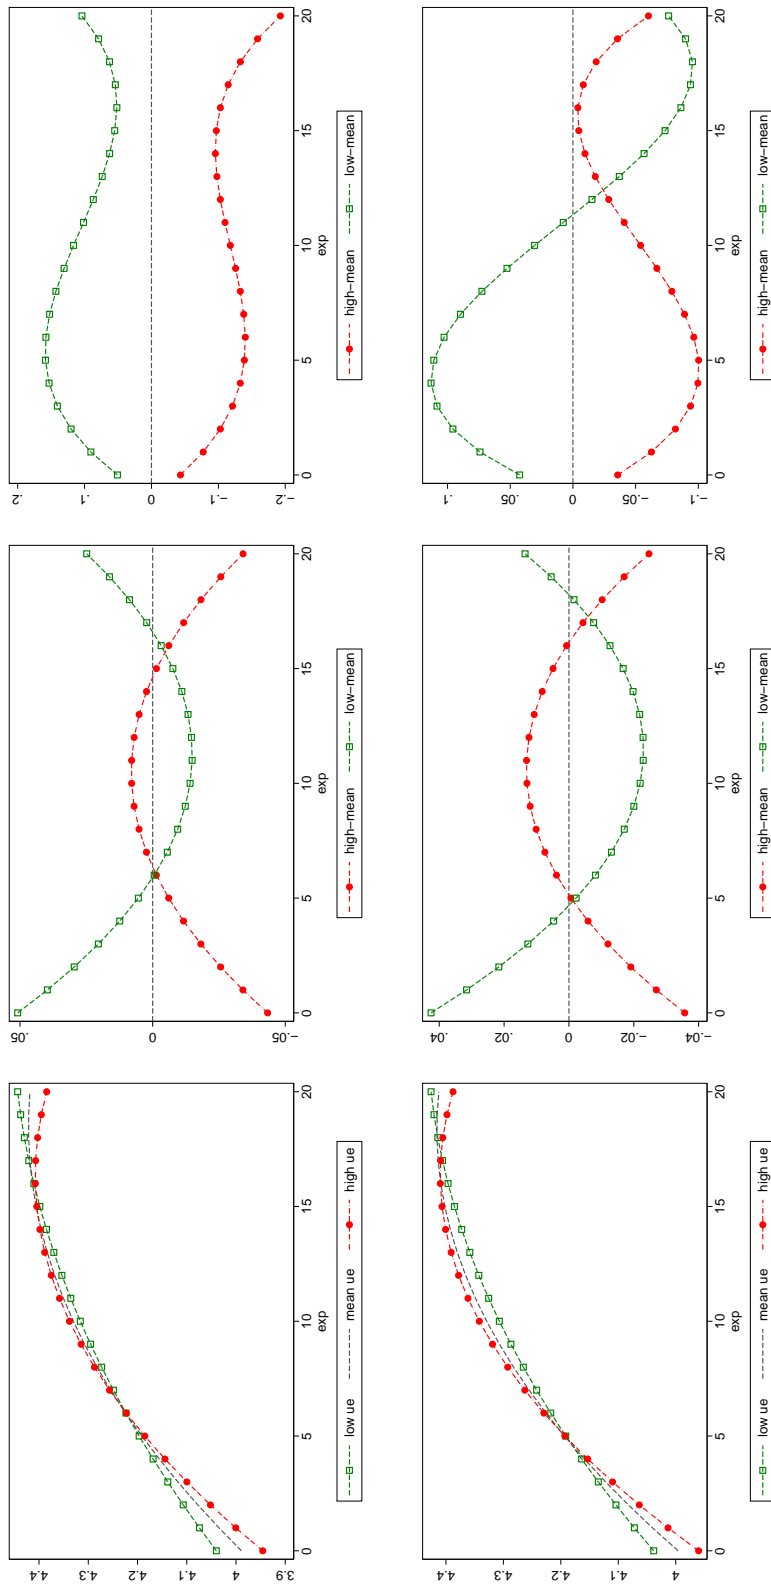 4.4
4.3
4.2
4.1
4
3.9
0 5 10 15 20
exp
low ue mean ue high ue
.05
0
−.05
0 5 10 15 20
exp
high−mean low−mean
.2
.1
0
−.1
−.2
0 5 10 15 20
exp
high−mean low−mean
4.4
4.3
4.2
4.1
4
0 5 10 15 20
exp
low ue mean ue high ue
.04
.02
0
−.02
−.04
0 5 10 15 20
exp
high−mean low−mean
.1
.05
0
−.05
−.1
0 5 10 15 20
exp
high−mean low−mean